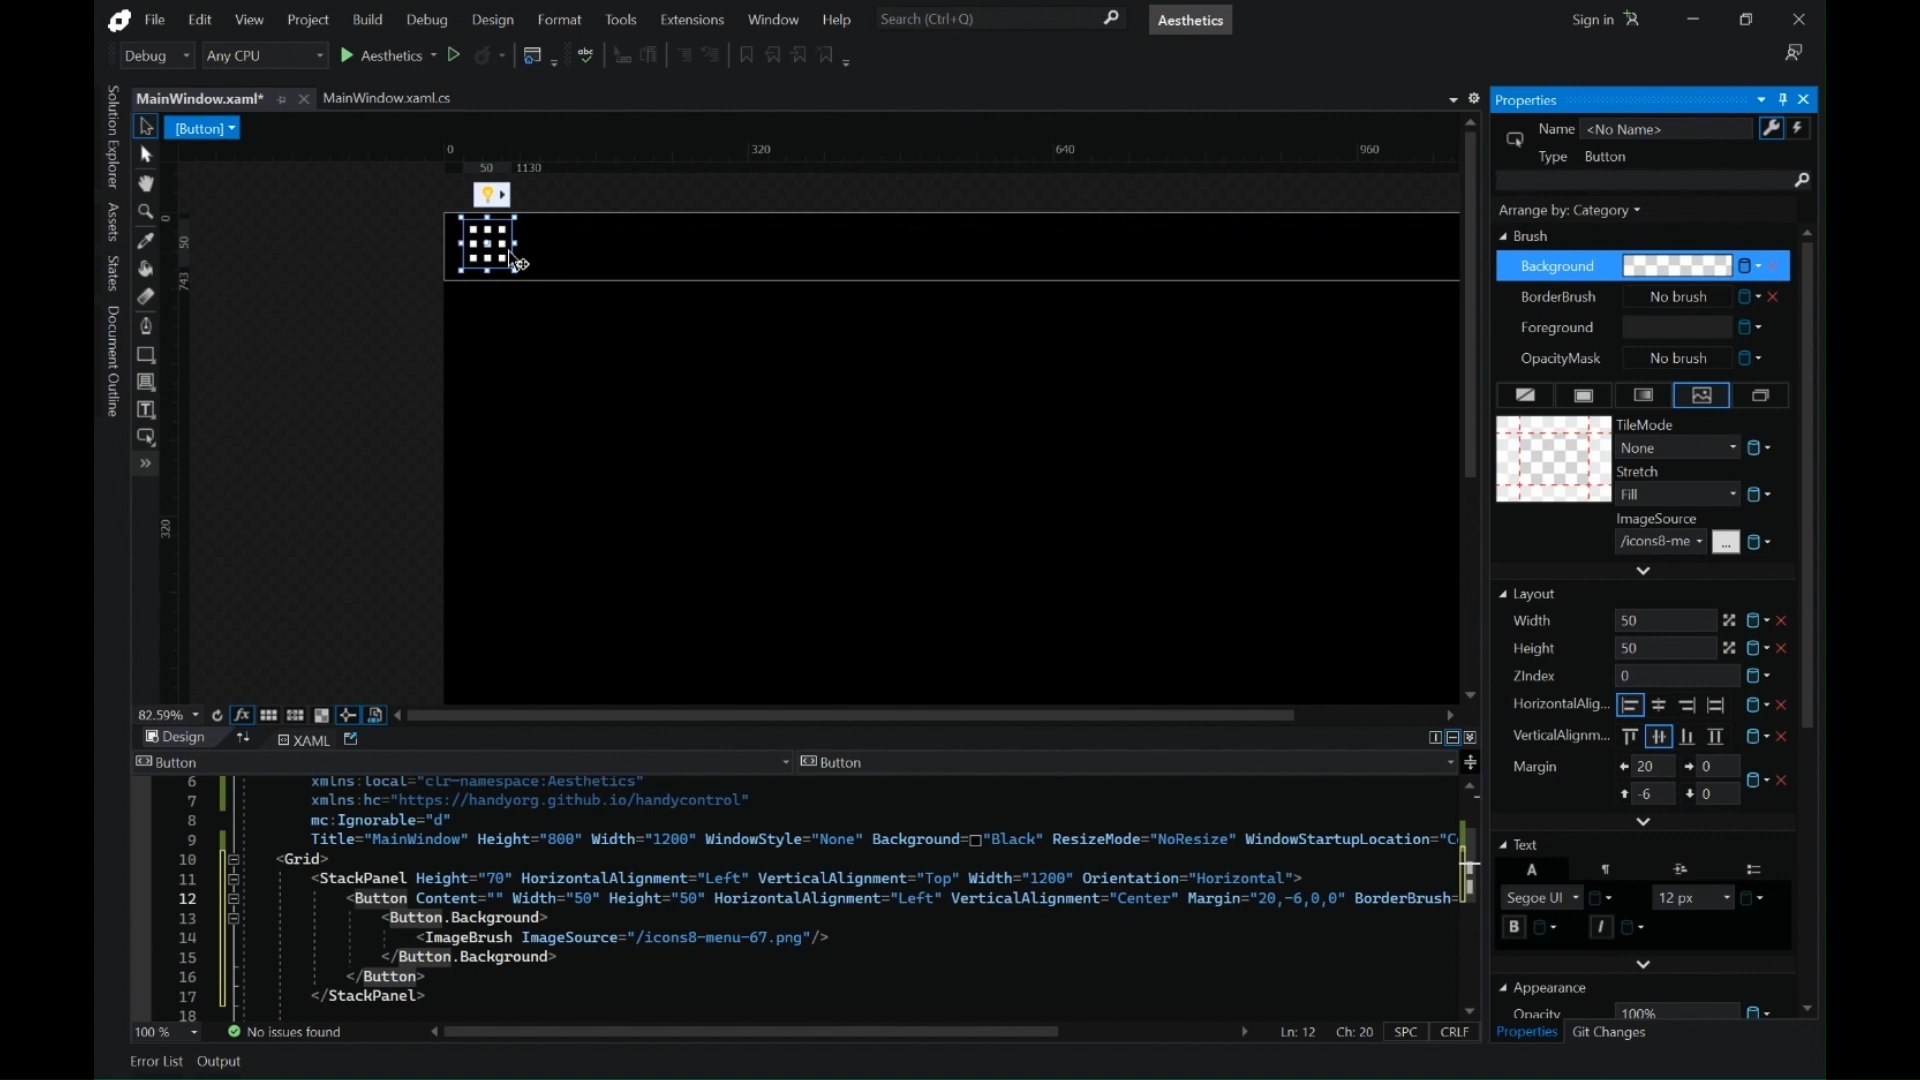 File Edit View Project Build Debug Design Format Tools Extensions Window Help Search (Ctrl+Q) Aesthetics Sign in
Debug Any CPU Aesthetics abc
MainWindow.xaml* MainWindow.xaml.cs
[Button]
0 320 640 960
50 1130
Solution Explorer
Assets
States
Document Outline
0
50
743
320
82.59% fx
Design XAML
Button Button
6 xmlns:local="clr-namespace:Aesthetics"
7 xmlns:hc="https://handyorg.github.io/handycontrol"
8 mc:Ignorable="d"
9 Title="MainWindow" Height="800" Width="1200" WindowStyle="None" Background="Black" ResizeMode="NoResize" WindowStartupLocation="C
10 <Grid>
11 <StackPanel Height="70" HorizontalAlignment="Left" VerticalAlignment="Top" Width="1200" Orientation="Horizontal">
12 <Button Content="" Width="50" Height="50" HorizontalAlignment="Left" VerticalAlignment="Center" Margin="20,-6,0,0" BorderBrush=
13 <Button.Background>
14 <ImageBrush ImageSource="/icons8-menu-67.png"/>
15 </Button.Background>
16 </Button>
17 </StackPanel>
18
100 % No issues found Ln: 12 Ch: 20 SPC CRLF
Error List Output
Properties
Name <No Name>
Type Button
Arrange by: Category
Brush
Background
BorderBrush No brush
Foreground
OpacityMask No brush
TileMode
None
Stretch
Fill
ImageSource
/icons8-me ...
Layout
Width 50
Height 50
ZIndex 0
HorizontalAlig...
VerticalAlignm...
Margin 20 0
-6 0
Text
A ¶
Segoe UI 12 px
B I
Appearance
Opacity 100%
Properties Git Changes